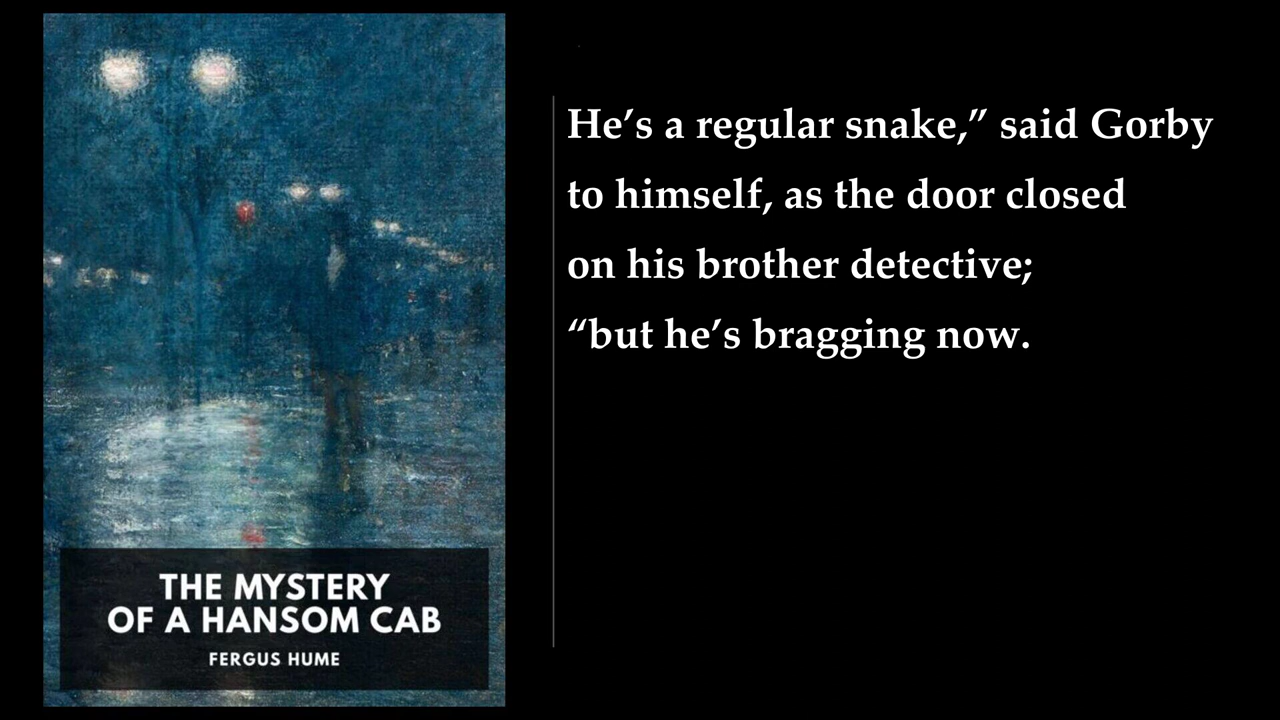 He’s a regular snake,” said Gorby
to himself, as the door closed
on his brother detective;
“but he’s bragging now.
THE MYSTERY
OF A HANSOM CAB
FERGUS HUME